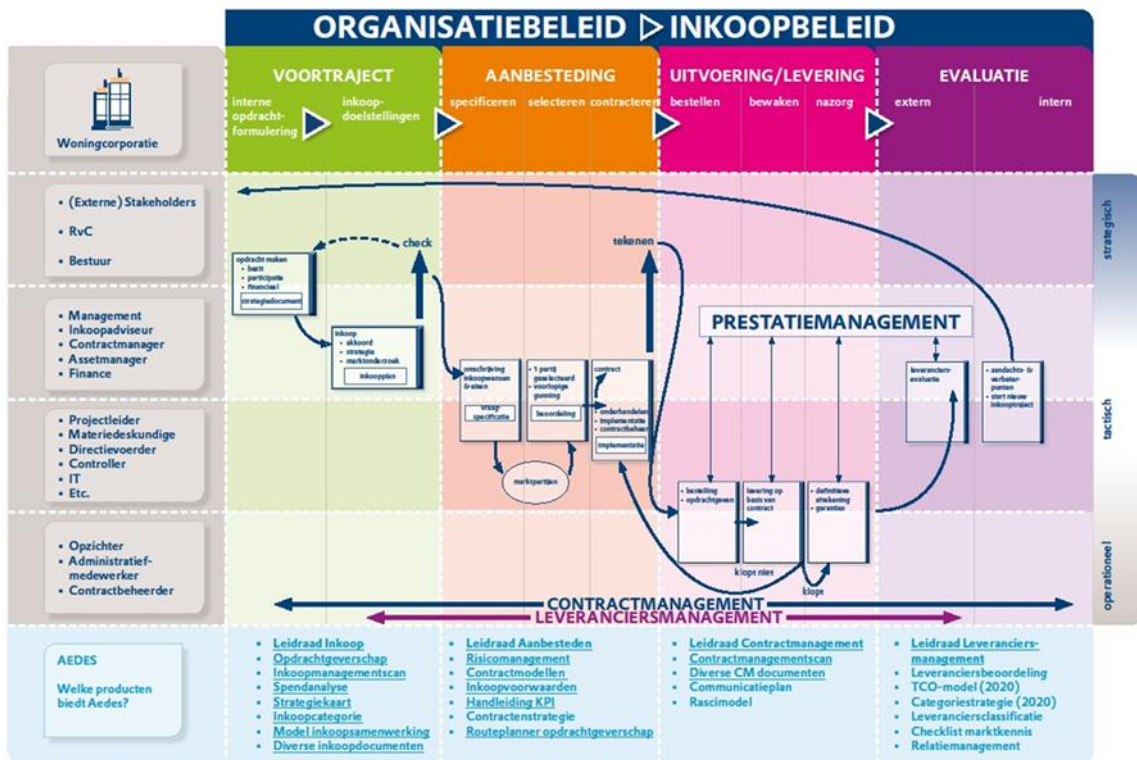 ORGANISATIEBELEID ▷ INKOOPBELEID
Woningcorporatie
VOORTRAJECT
interne
opdracht-
formulering
inkoop-
doelstellingen
AANBESTEDING
specificeren
selecteren
contracteren
UITVOERING/LEVERING
bestellen
bewaken
nazorg
EVALUATIE
extern
intern
• (Externe) Stakeholders
• RvC
• Bestuur
strategisch
check
tekenen
opdracht maken
• participatie
• financieel
strategiedocument
• Management
• Inkoopadviseur
• Contractmanager
• Assetmanager
• Finance
inkoop
• akkoord
• strategie
• marktonderzoek
inkoopplan
PRESTATIEMANAGEMENT
omschrijving
inkoopwensen
& eisen
vraag-
specificatie
• 1 partij
geselecteerd
• voorlopige
gunning
beoordeling
contract
• onderhandelen
• implementatie
• contractbeheer
implementatie
leveranciers-
evaluatie
• aandachts- &
verbeter-
punten
• start nieuw
inkooptraject
tactisch
• Projectleider
• Materiedeskundige
• Directievoerder
• Controller
• IT
• Etc.
marktpartijen
• bestelling
• opdrachtgeven
levering op
basis van
contract
• definitieve
afrekening
• garanties
• Opzichter
• Administratief-
medewerker
• Contractbeheerder
klopt niet
klopt
operationeel
CONTRACTMANAGEMENT
LEVERANCIERSMANAGEMENT
AEDES
Welke producten
biedt Aedes?
• Leidraad Inkoop
• Opdrachtgeverschap
• Inkoopmanagementscan
• Spendanalyse
• Strategiekaart
• Inkoopcategorie
• Model inkoopsamenwerking
• Diverse inkoopdocumenten
• Leidraad Aanbesteden
• Risicomanagement
• Contractmodellen
• Inkoopvoorwaarden
• Handleiding KPI
• Contractenstrategie
• Routeplanner opdrachtgeverschap
• Leidraad Contractmanagement
• Contractmanagementscan
• Diverse CM documenten
• Communicatieplan
• Rascimodel
• Leidraad Leveranciers-
management
• Leveranciersbeoordeling
• TCO-model (2020)
• Categoriestrategie (2020)
• Leveranciersclassificatie
• Checklist marktkennis
• Relatiemanagement